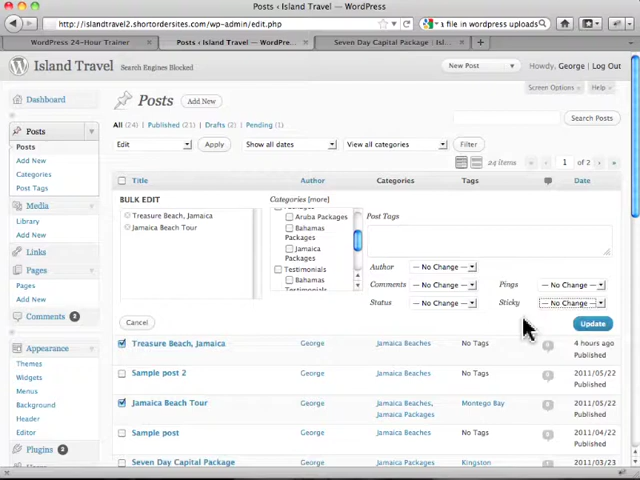 Posts ‹ Island Travel — WordPress
http://islandtravel2.shortordersites.com/wp-admin/edit.php
file in wordpress uploads
WordPress 24-Hour Trainer
Posts ‹ Island Travel — WordPre...
Seven Day Capital Package | Isl...
Island Travel
Search Engines Blocked
New Post
Howdy, George | Log Out
Screen Options
Help
Dashboard
Posts
Posts
Add New
Categories
Post Tags
Media
Library
Add New
Links
Pages
Pages
Add New
Comments 2
Appearance
Themes
Widgets
Menus
Background
Header
Editor
Plugins 2
Posts
Add New
All (24) | Published (21) | Drafts (2) | Pending (1)
Search Posts
Edit
Apply
Show all dates
View all categories
Filter
24 items
«
‹
1
of 2
›
»
Title
Author
Categories
Tags
Date
BULK EDIT
Treasure Beach, Jamaica
Jamaica Beach Tour
Categories [more]
Aruba Packages
Bahamas
Packages
Jamaica
Packages
Testimonials
Bahamas
Post Tags
Author
— No Change —
Comments
— No Change —
Pings
— No Change —
Status
— No Change —
Sticky
— No Change —
Cancel
Update
Treasure Beach, Jamaica
George
Jamaica Beaches
No Tags
0
4 hours ago
Published
Sample post 2
George
Jamaica Beaches
No Tags
0
2011/05/22
Published
Jamaica Beach Tour
George
Jamaica Beaches,
Jamaica Packages
Montego Bay
0
2011/05/22
Published
Sample post
George
Jamaica Beaches
No Tags
0
2011/04/22
Published
Seven Day Capital Package
George
Jamaica Packages
Kingston
2011/03/23